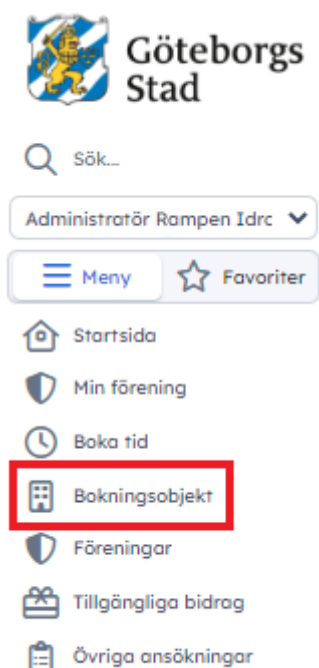 Göteborgs
Stad
Sök...
Administratör Rampen Idrc
Meny
Favoriter
Startsida
Min förening
Boka tid
Bokningsobjekt
Föreningar
Tillgängliga bidrag
Övriga ansökningar